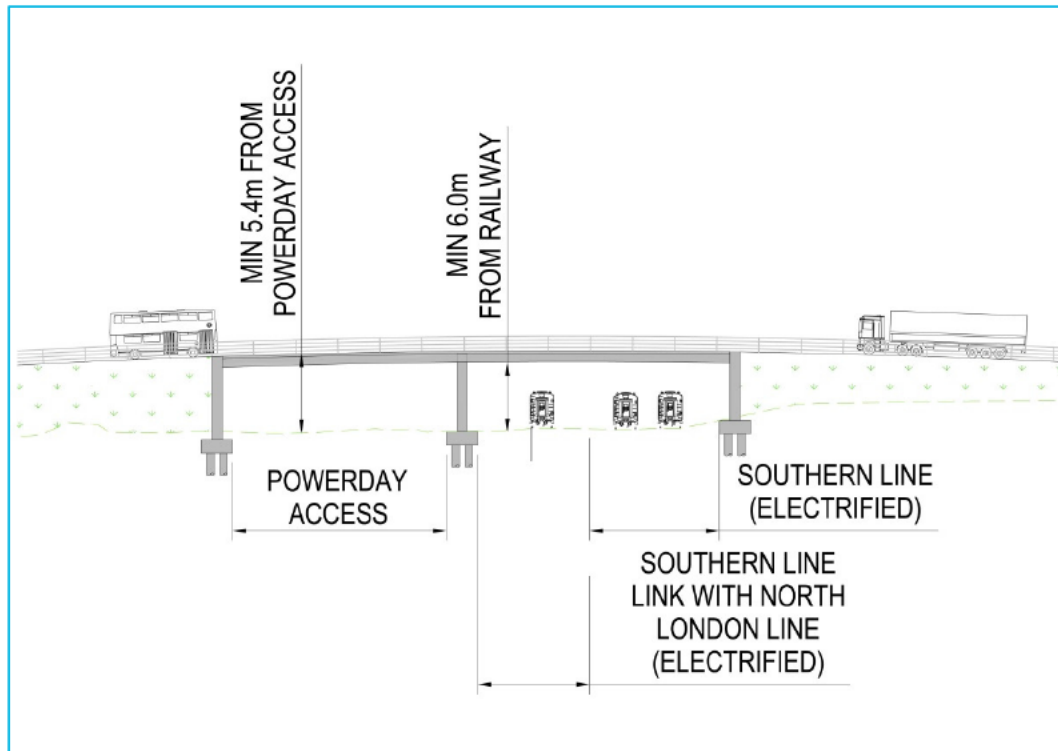 MIN 5.4m FROM
POWERDAY ACCESS
MIN 6.0m
FROM RAILWAY
POWERDAY
ACCESS
SOUTHERN LINE
(ELECTRIFIED)
SOUTHERN LINE
LINK WITH NORTH
LONDON LINE
(ELECTRIFIED)